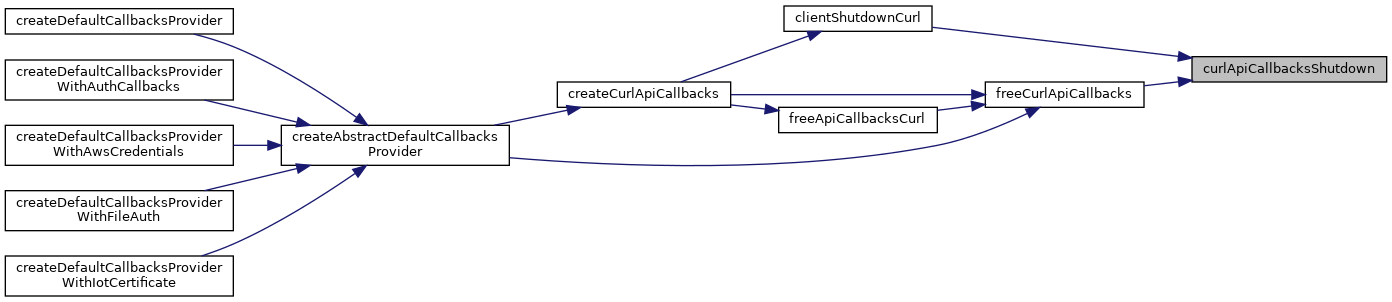 createDefaultCallbacksProvider
createDefaultCallbacksProvider
WithAuthCallbacks
createDefaultCallbacksProvider
WithAwsCredentials
createDefaultCallbacksProvider
WithFileAuth
createDefaultCallbacksProvider
WithIotCertificate
createAbstractDefaultCallbacks
Provider
createCurlApiCallbacks
clientShutdownCurl
freeApiCallbacksCurl
freeCurlApiCallbacks
curlApiCallbacksShutdown